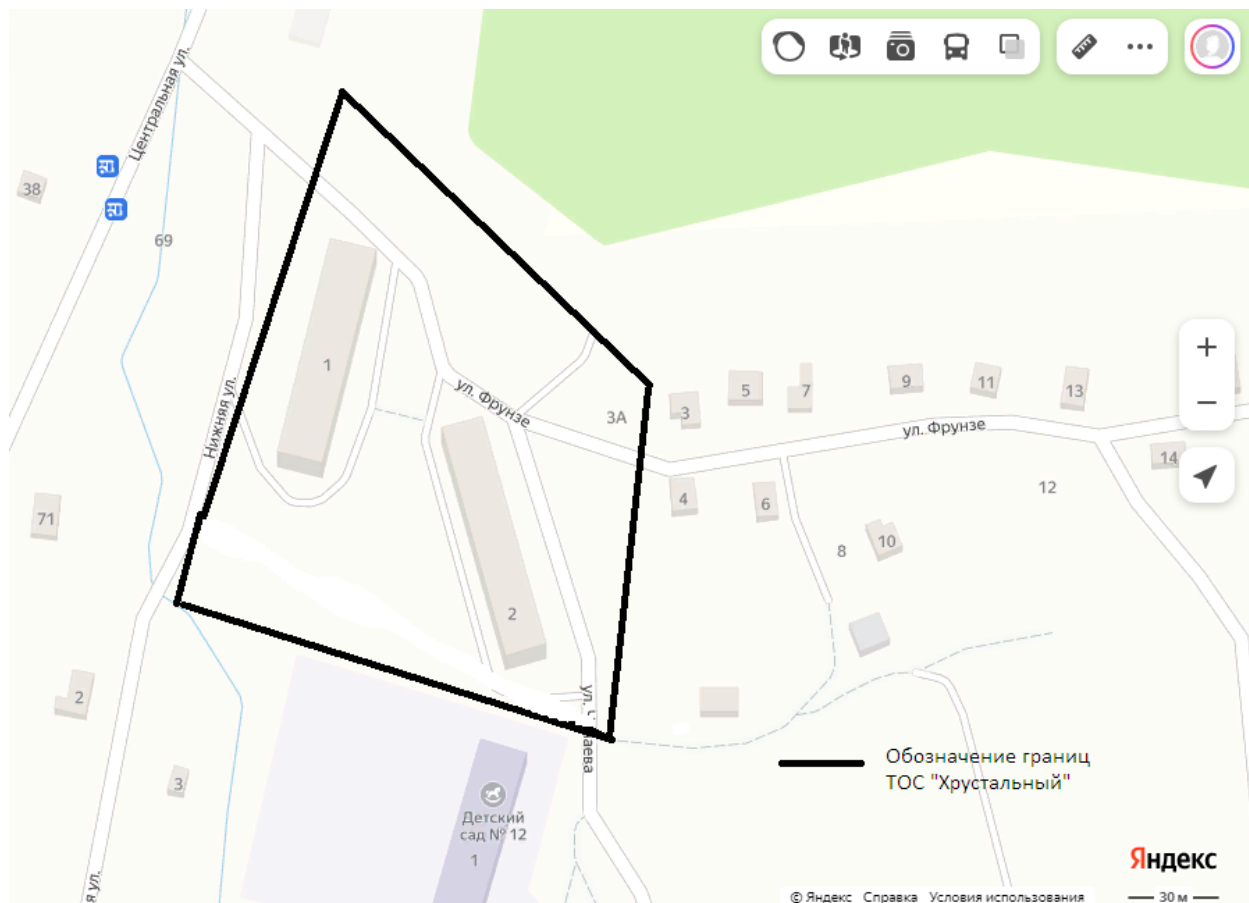 Центральная ул.
38
69
1
Нижняя ул.
ул. Фрунзе
3А
3
5
7
9
11
13
ул. Фрунзе
14
4
6
12
71
8
10
2
2
ул.
аева
3
Обозначение границ
ТОС "Хрустальный"
Детский
сад № 12
1
Яндекс
ул.
© Яндекс Справка Условия использования
30 м